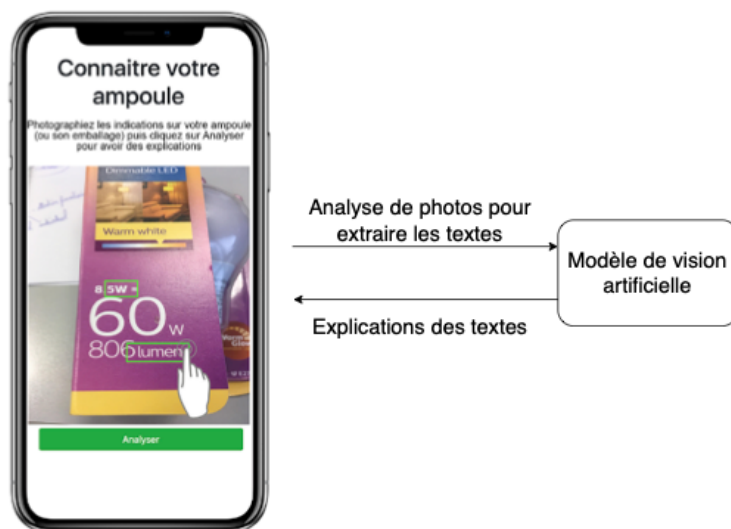 Connaitre votre
ampoule
Photographiez les indications sur votre ampoule
(ou son emballage) puis cliquez sur Analyser
pour avoir des explications
Dimmable LED
Warm white
8.5W =
60 W
806 lumen
Analyser
Analyse de photos pour
extraire les textes
Explications des textes
Modèle de vision
artificielle